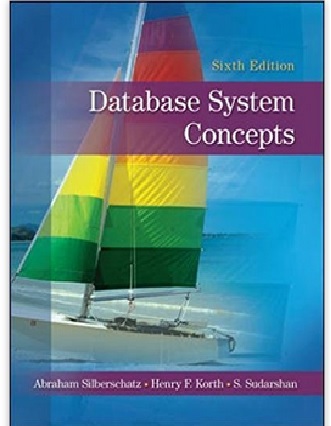 Sixth Edition
Database System
Concepts
Abraham Silberschatz • Henry F. Korth • S. Sudarshan